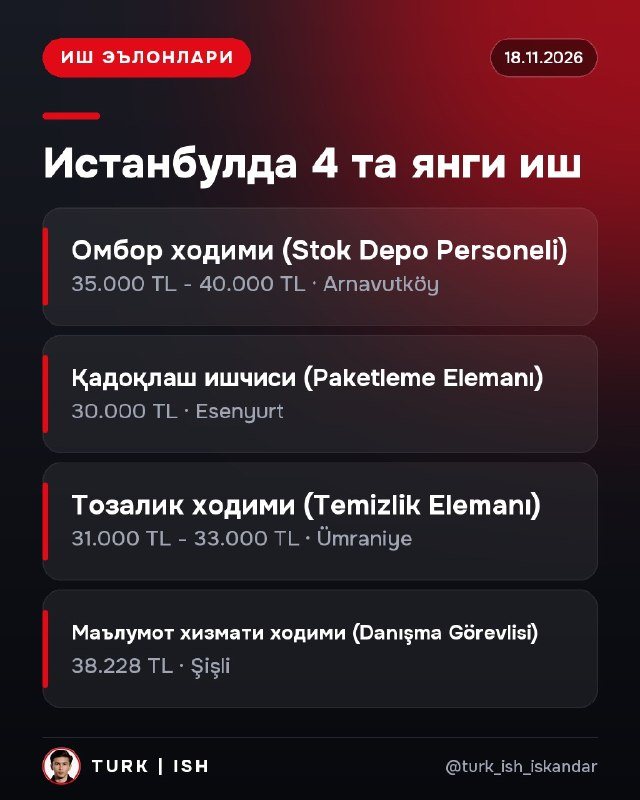 ИШ ЭЪЛОНЛАРИ
18.11.2026
Истанбулда 4 та янги иш
Омбор ходими (Stok Depo Personeli)
35.000 TL - 40.000 TL · Arnavutköy
Қадоқлаш ишчиси (Paketleme Elemanı)
30.000 TL · Esenyurt
Тозалик ходими (Temizlik Elemanı)
31.000 TL - 33.000 TL · Ümraniye
Маълумот хизмати ходими (Danışma Görevlisi)
38.228 TL · Şişli
TURK | ISH
@turk_ish_iskandar